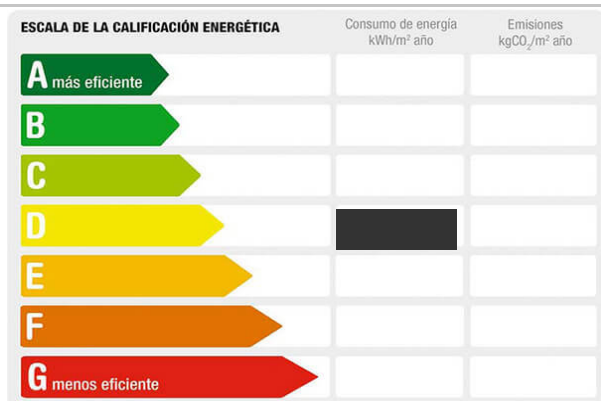 ESCALA DE LA CALIFICACIÓN ENERGÉTICA
Consumo de energía
kWh/m² año
Emisiones
kgCO₂/m² año
A más eficiente
B
C
D
E
F
G menos eficiente